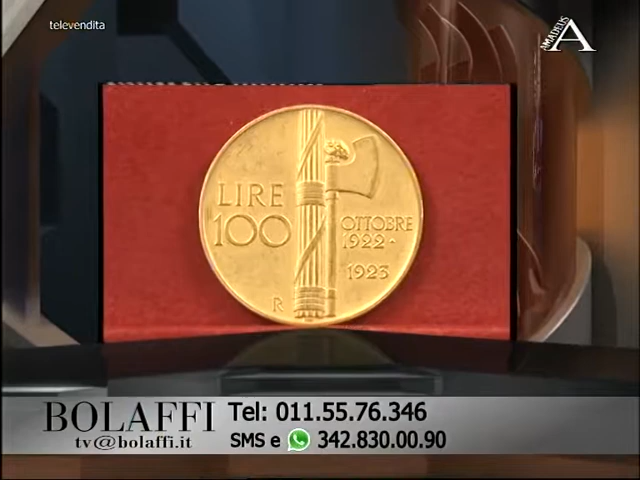 televendita
AMADEUS
A
LIRE
100
OTTOBRE
1922-
1923
R
BOLAFFI
tv@bolaffi.it
Tel: 011.55.76.346
SMS e 342.830.00.90